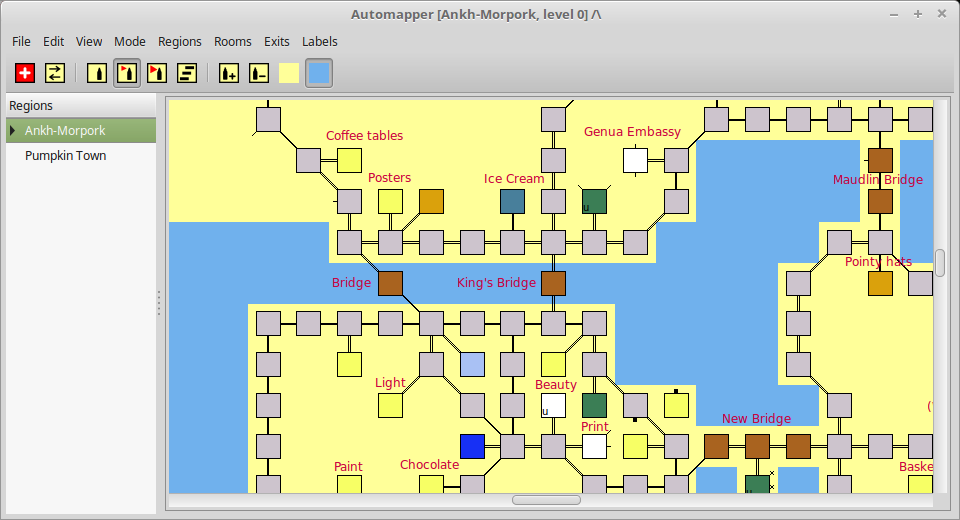 Automapper [Ankh-Morpork, level 0] /\
File Edit View Mode Regions Rooms Exits Labels
Regions
Ankh-Morpork
Pumpkin Town
Coffee tables
Genua Embassy
Posters
Ice Cream
Maudlin Bridge
u
Pointy hats
Bridge
King's Bridge
Light
Beauty
u
Print
New Bridge
Paint
Chocolate
Baske
u